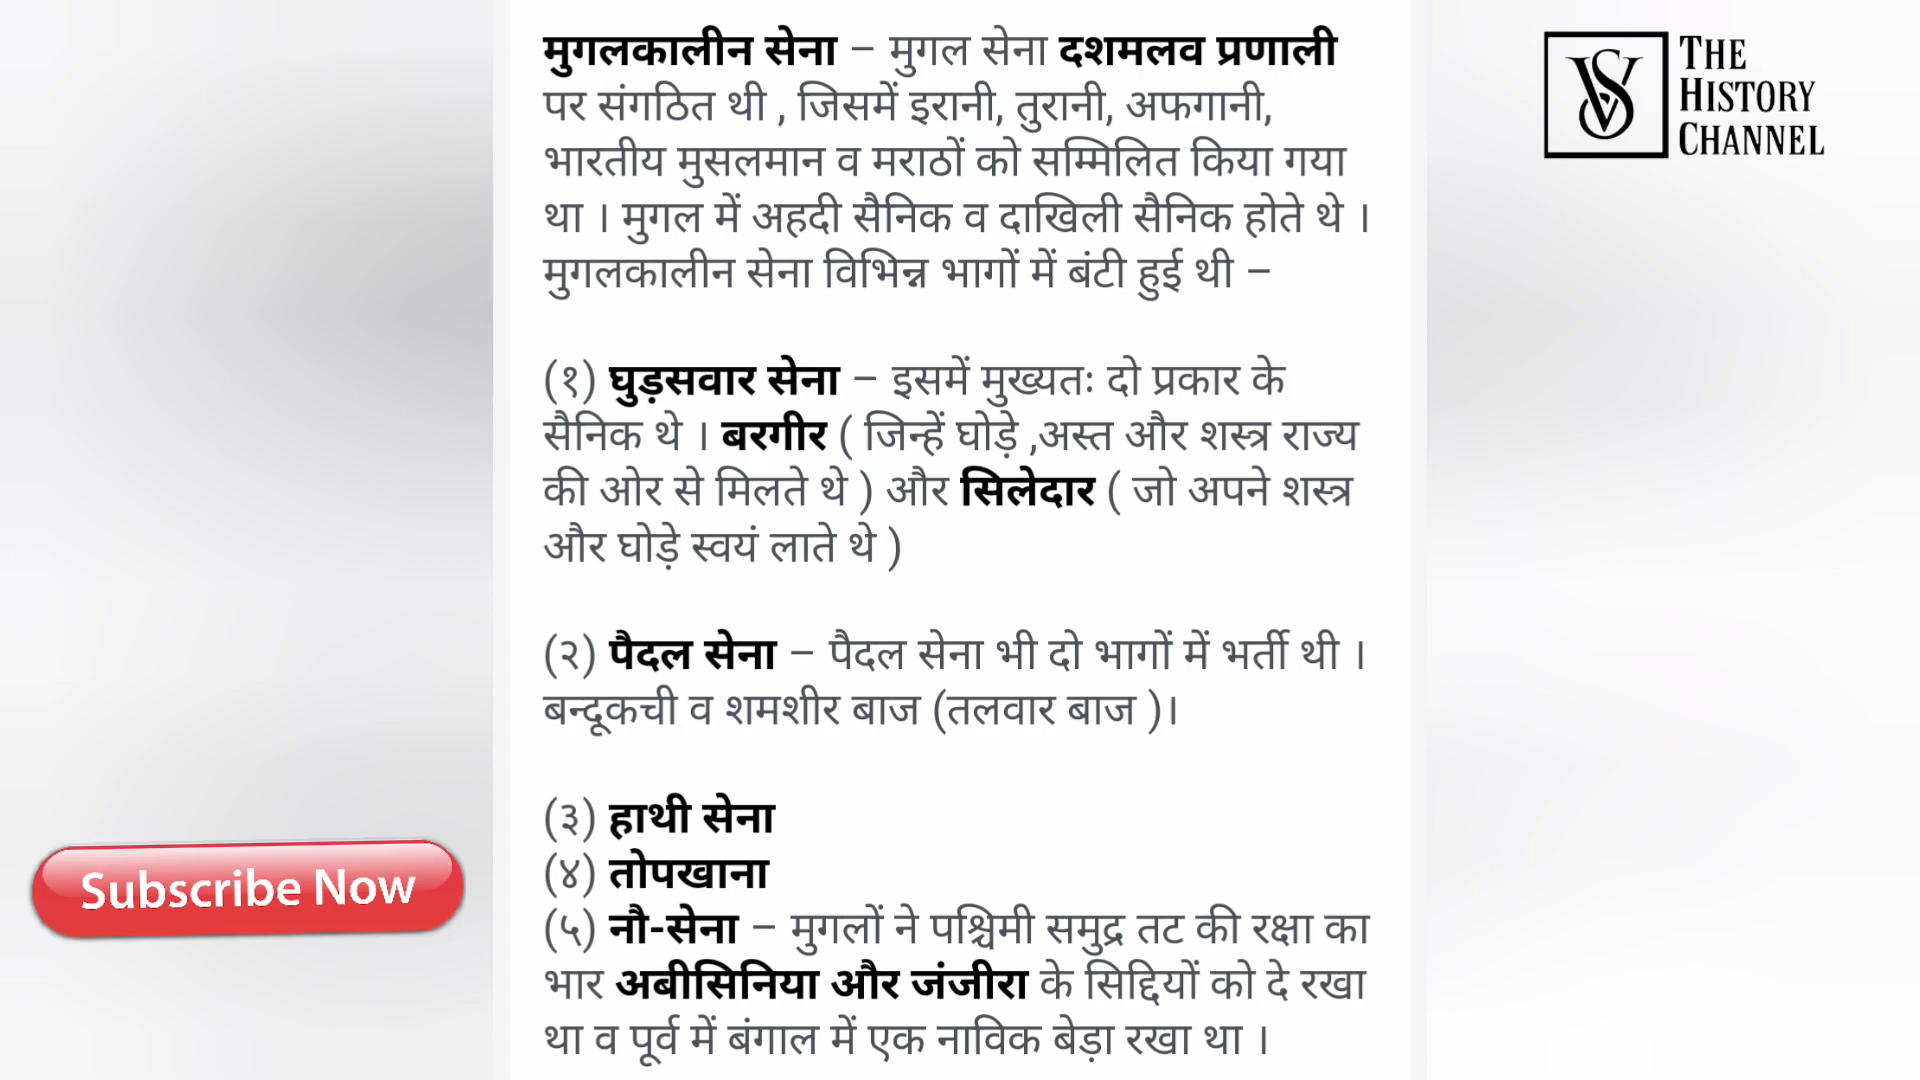 मुगलकालीन सेना – मुगल सेना दशमलव प्रणाली
पर संगठित थी , जिसमें इरानी, तुरानी, अफगानी,
भारतीय मुसलमान व मराठों को सम्मिलित किया गया
था । मुगल में अहदी सैनिक व दाखिली सैनिक होते थे ।
मुगलकालीन सेना विभिन्न भागों में बंटी हुई थी –
(१) घुड़सवार सेना – इसमें मुख्यतः दो प्रकार के
सैनिक थे । बरगीर ( जिन्हें घोड़े ,अस्त और शस्त्र राज्य
की ओर से मिलते थे ) और सिलेदार ( जो अपने शस्त्र
और घोड़े स्वयं लाते थे )
(२) पैदल सेना – पैदल सेना भी दो भागों में भर्ती थी ।
बन्दूकची व शमशीर बाज (तलवार बाज )।
(३) हाथी सेना
(४) तोपखाना
(५) नौ-सेना – मुगलों ने पश्चिमी समुद्र तट की रक्षा का
भार अबीसिनिया और जंजीरा के सिद्दियों को दे रखा
था व पूर्व में बंगाल में एक नाविक बेड़ा रखा था ।
VS
THE
HISTORY
CHANNEL
Subscribe Now